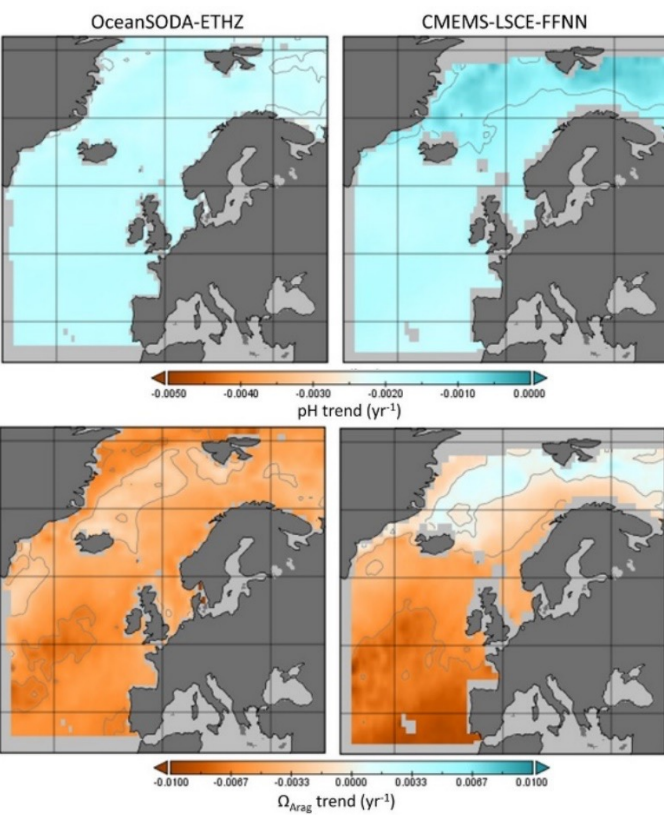 OceanSODA-ETHZ
CMEMS-LSCE-FFNN
-0.0050 -0.0040 -0.0030 -0.0020 -0.0010 0.0000
pH trend (yr⁻¹)
-0.0100 -0.0067 -0.0033 0.0000 0.0033 0.0067 0.0100
Ω_Arag trend (yr⁻¹)